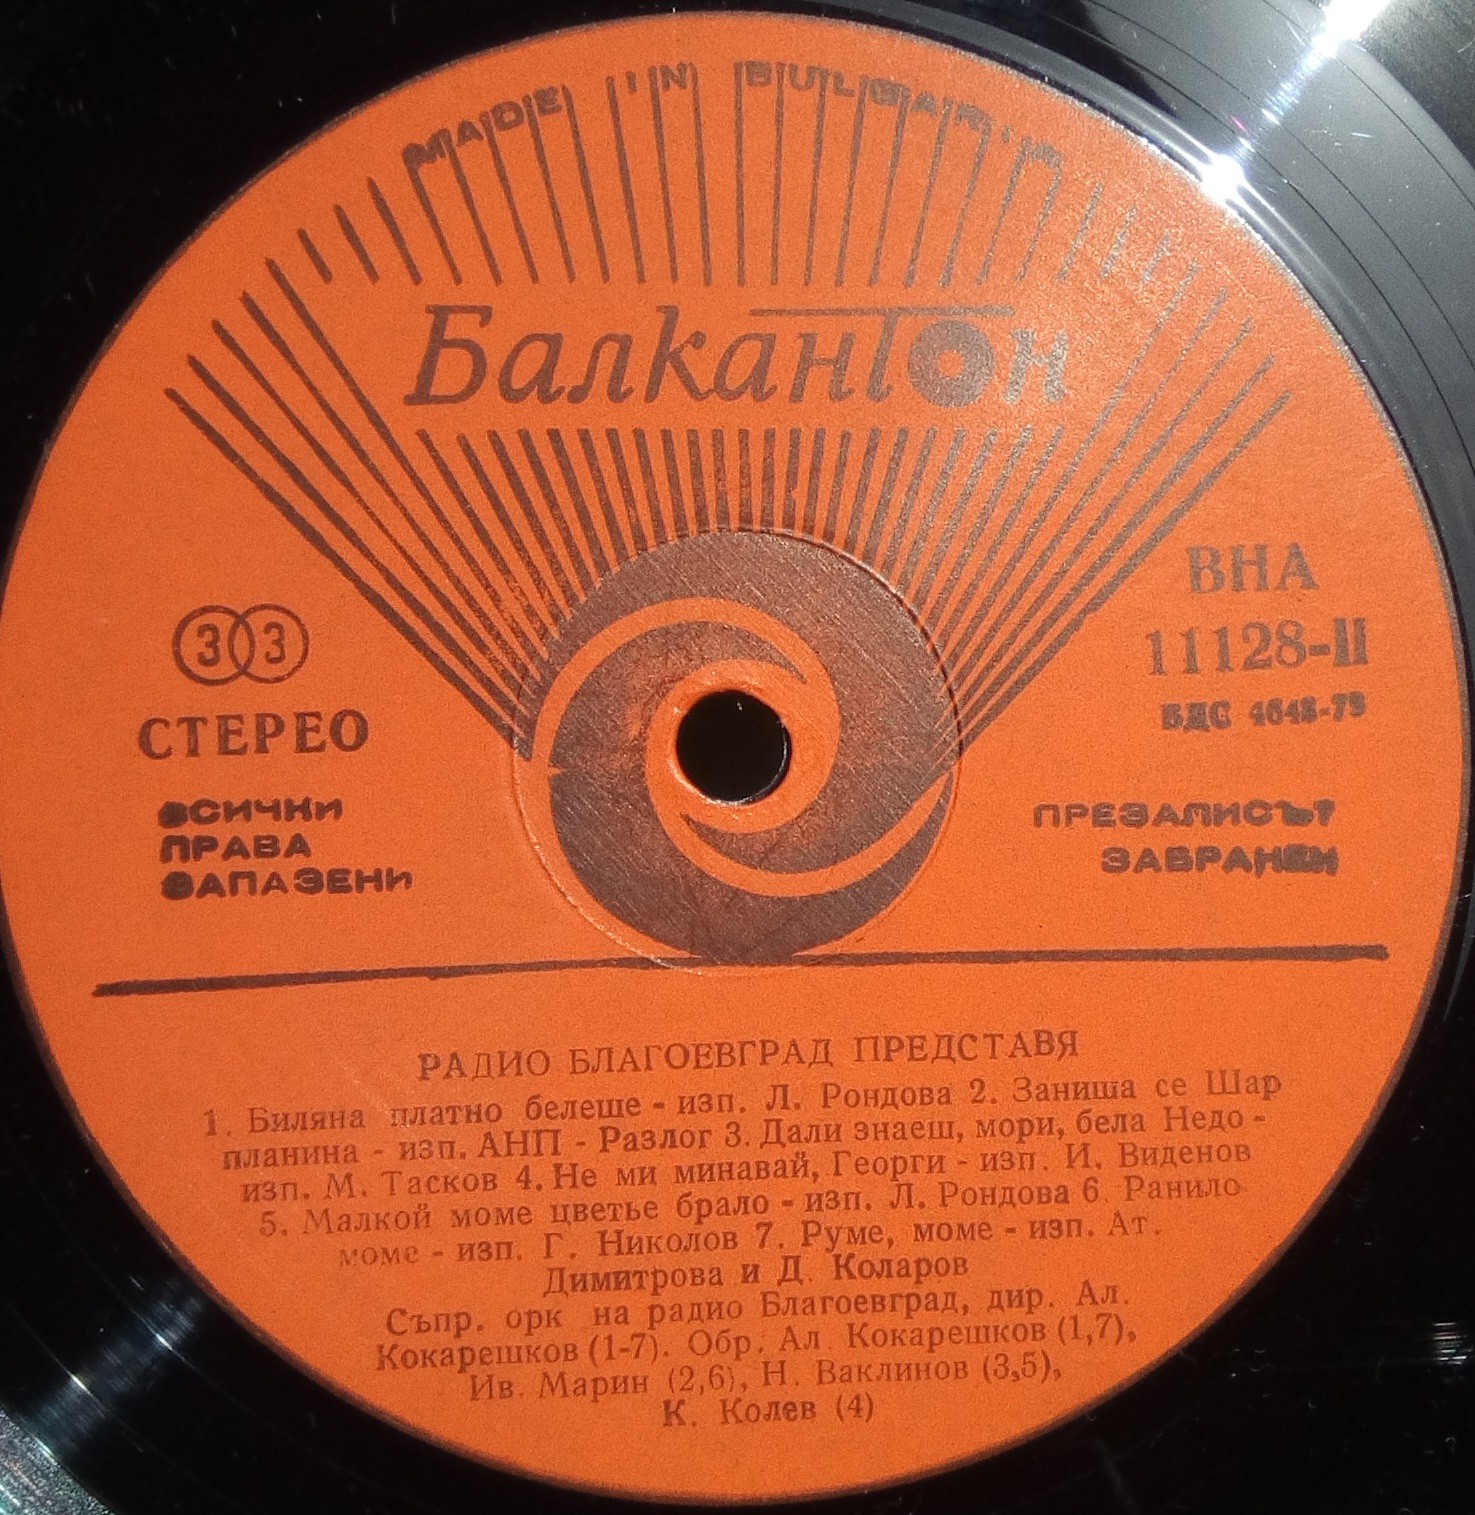 MADE IN BULGARIA
Балкантон
33
СТЕРЕО
ВСИЧКИ
ПРАВА
ЗАПАЗЕНИ
ВНА
11128-II
БДС 4648-73
ПРЕЗАПИСЪТ
ЗАБРАНЕН
РАДИО БЛАГОЕВГРАД ПРЕДСТАВЯ
1. Биляна платно белеше - изп. Л. Рондова 2. Заниша се Шар
планина - изп. АНП - Разлог 3. Дали знаеш, мори, бела Недо -
изп. М. Тасков 4. Не ми минавай, Георги - изп. И. Виденов
5. Малкой моме цветье брало - изп. Л. Рондова 6. Ранило
моме - изп. Г. Николов 7. Руме, моме - изп. Ат.
Димитрова и Д. Коларов
Съпр. орк на радио Благоевград, дир. Ал.
Кокарешков (1-7). Обр. Ал. Кокарешков (1,7),
Ив. Марин (2,6), Н. Ваклинов (3,5),
К. Колев (4)